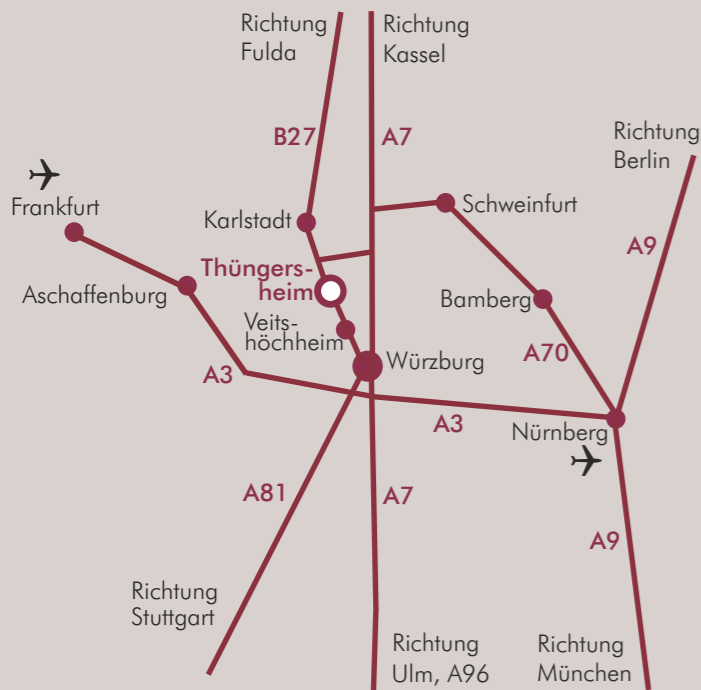 Richtung
Fulda
Richtung
Kassel
B27
A7
Richtung
Berlin
Frankfurt
Karlstadt
Schweinfurt
A9
Thüngers-
heim
Aschaffenburg
Bamberg
Veits-
höchheim
Würzburg
A70
A3
A3
Nürnberg
A81
A7
A9
Richtung
Stuttgart
Richtung
Ulm, A96
Richtung
München